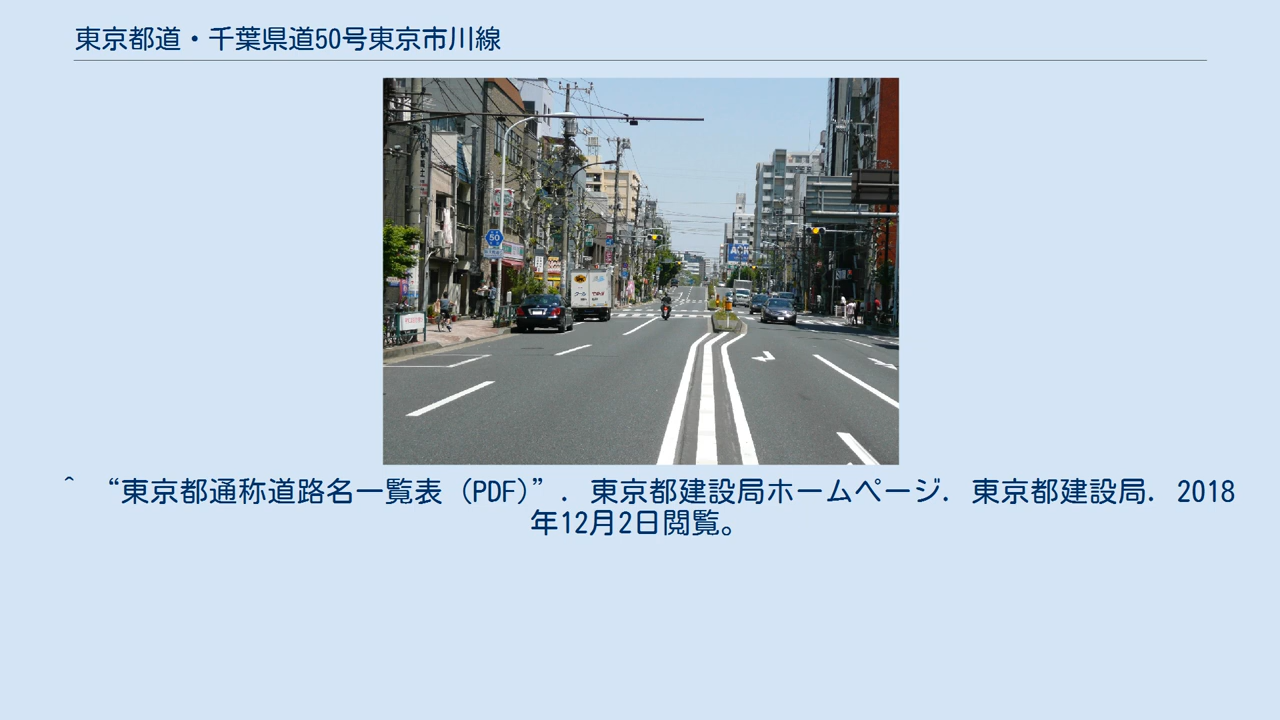 東京都道・千葉県道50号東京市川線
50
^ “東京都通称道路名一覧表（PDF）”. 東京都建設局ホームページ. 東京都建設局. 2018
年12月2日閲覧。